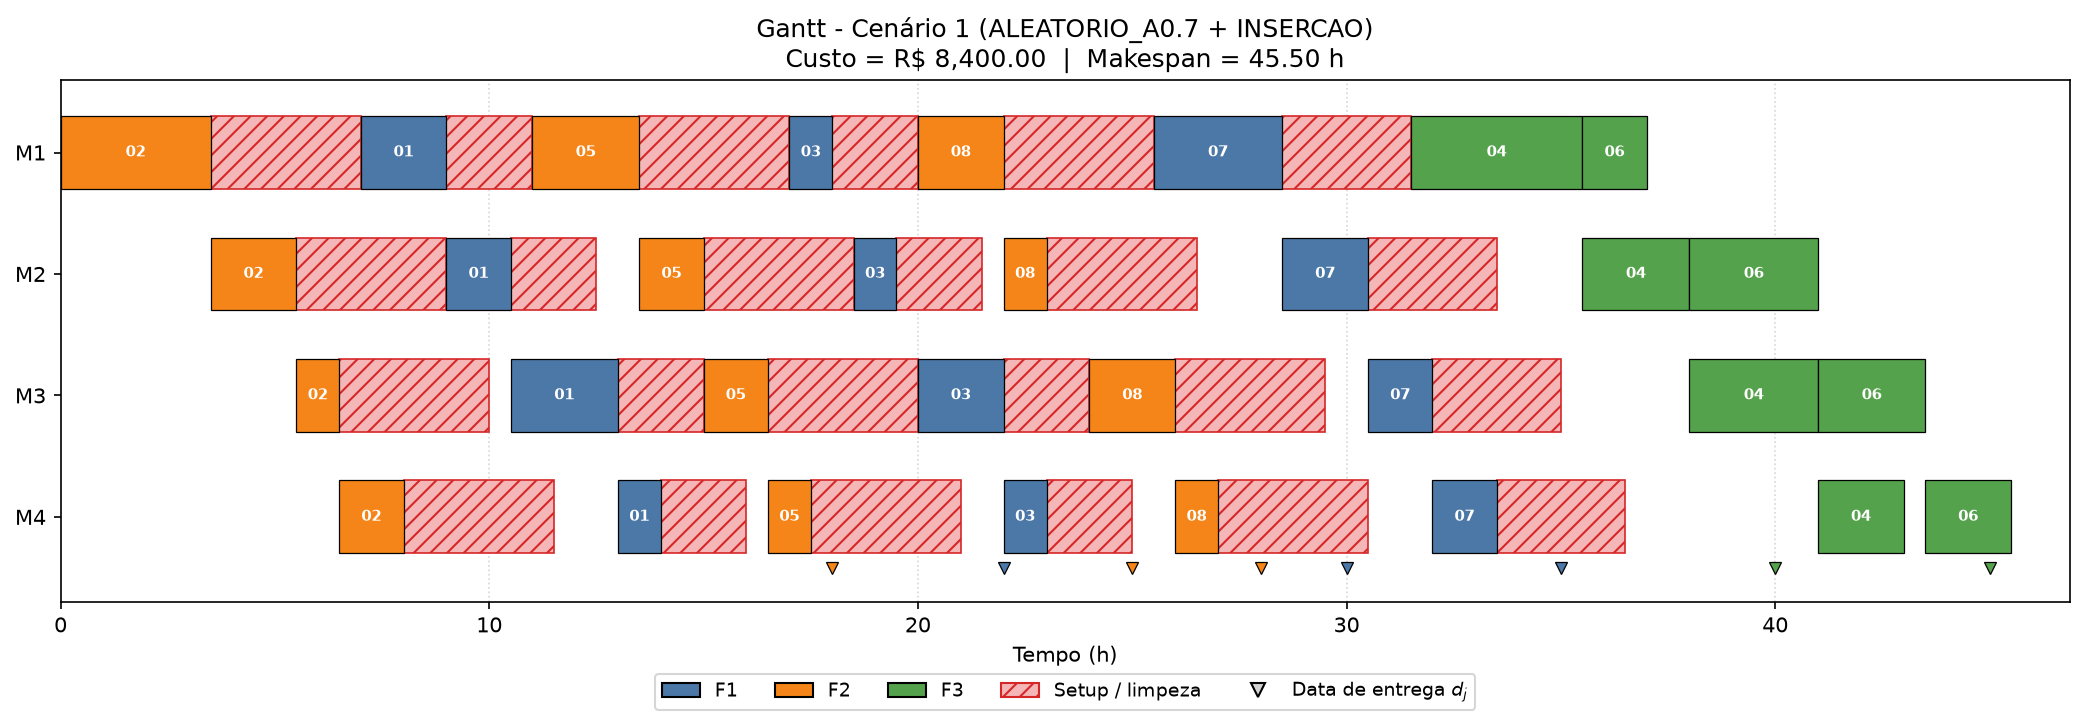 Gantt - Cenário 1 (ALEATORIO_A0.7 + INSERCAO)
Custo = R$ 8,400.00 | Makespan = 45.50 h
M1 02 01 05 03 08 07 04 06
M2 02 01 05 03 08 07 04 06
M3 02 01 05 03 08 07 04 06
M4 02 01 05 03 08 07 04 06
0 10 20 30 40
Tempo (h)
F1 F2 F3 Setup / limpeza Data de entrega dj